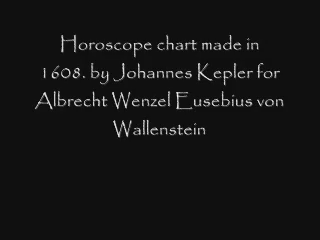 Horoscope chart made in
1608. by Johannes Kepler for
Albrecht Wenzel Eusebius von
Wallenstein